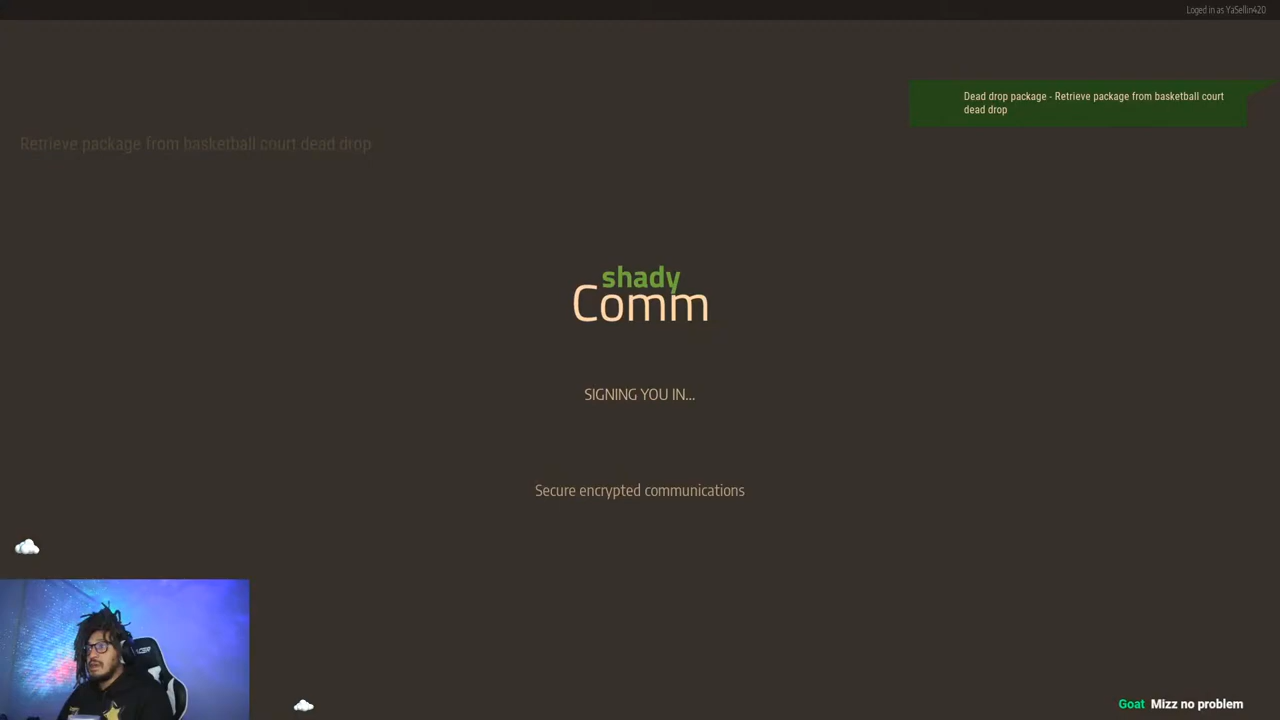 Loged in as YaSellin420
Dead drop package - Retrieve package from basketball court
dead drop
Retrieve package from basketball court dead drop
shady
Comm
SIGNING YOU IN...
Secure encrypted communications
Goat Mizz no problem